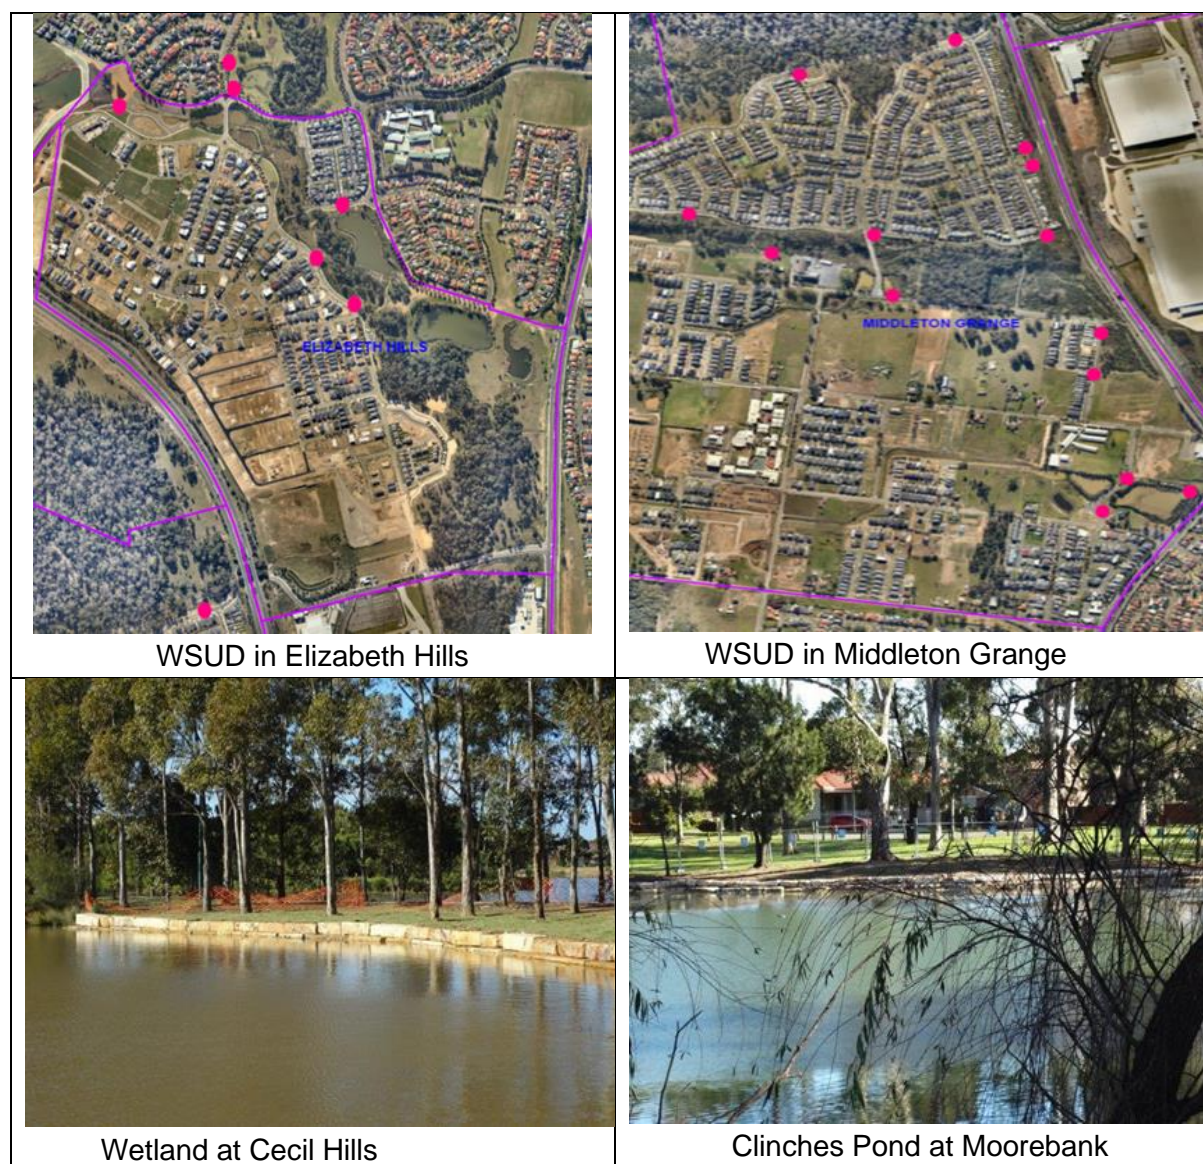 ELIZABETH HILLS
MIDDLETON GRANGE
WSUD in Elizabeth Hills
WSUD in Middleton Grange
Wetland at Cecil Hills
Clinches Pond at Moorebank